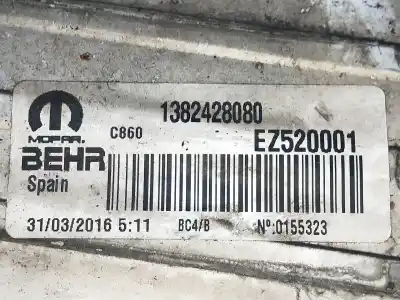 1382428080
MOPAR
C860
EZ520001
BEHR
Spain
31/03/2016 5:11
BC4/B
Nº:0155323